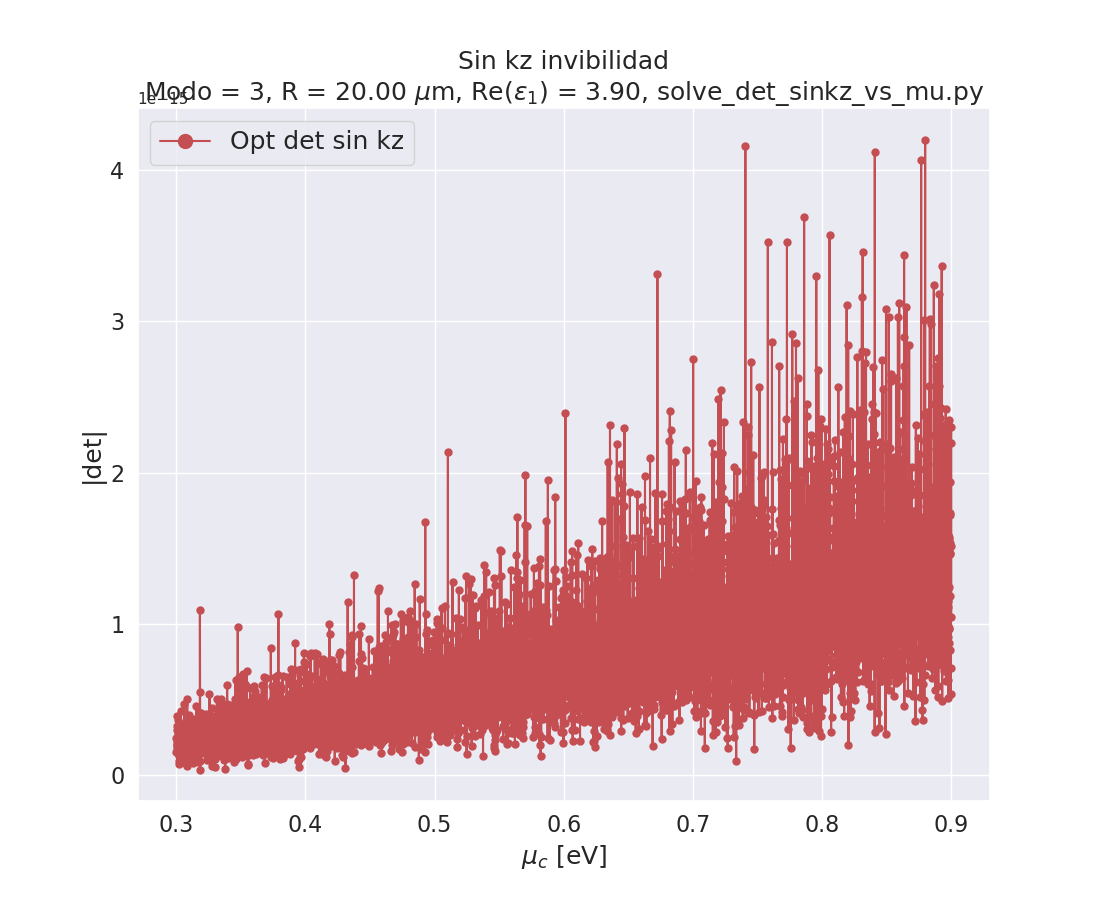 Sin kz invibilidad
Modo = 3, R = 20.00 μm, Re(ε₁) = 3.90, solve_det_sinkz_vs_mu.py
1e−15
Opt det sin kz
4
3
2
1
0
|det|
0.3 0.4 0.5 0.6 0.7 0.8 0.9
μ_c [eV]